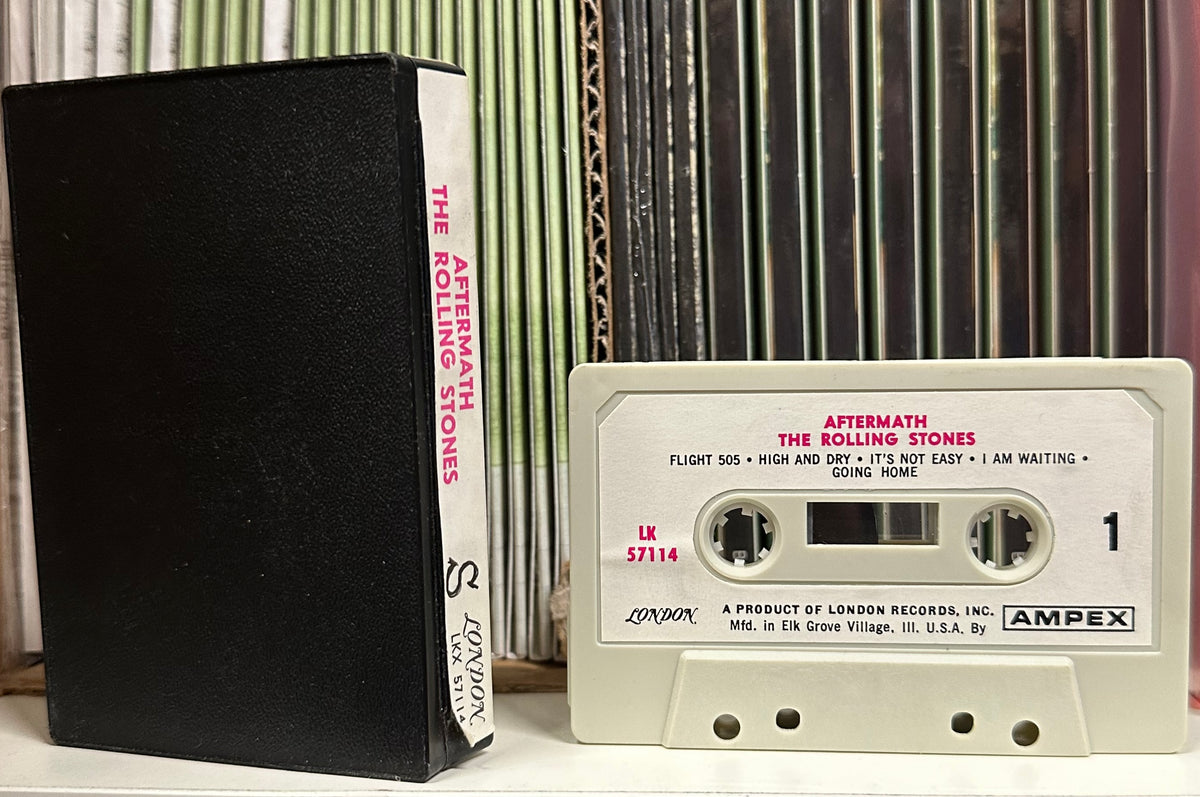 AFTERMATH
THE ROLLING STONES
S
LONDON
LKX 57114
AFTERMATH
THE ROLLING STONES
FLIGHT 505 • HIGH AND DRY • IT'S NOT EASY • I AM WAITING •
GOING HOME
LK
57114
1
LONDON
A PRODUCT OF LONDON RECORDS, INC.
Mfd. in Elk Grove Village, Ill. U.S.A. By
AMPEX